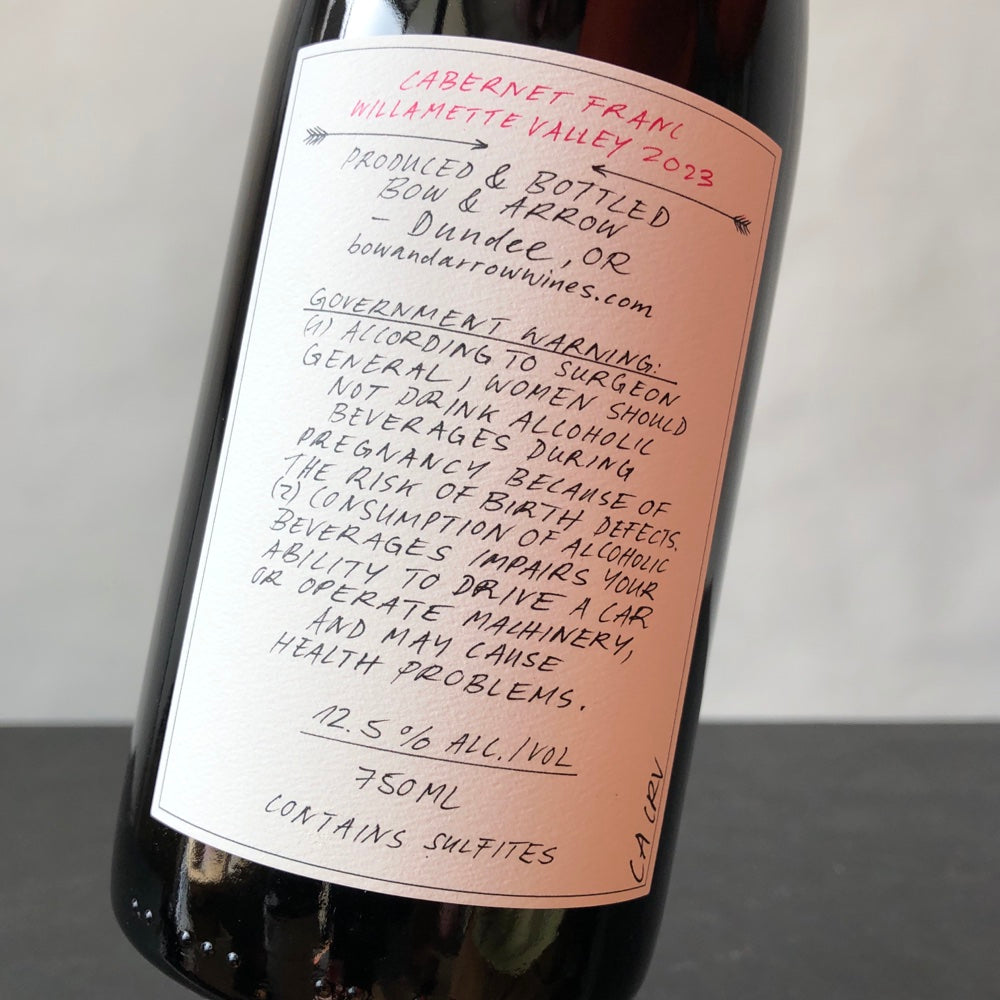 CABERNET FRANC
WILLAMETTE VALLEY 2023
PRODUCED & BOTTLED
BOW & ARROW
- Dundee, OR
bowandarrowwines.com
GOVERNMENT WARNING:
(1) ACCORDING TO SURGEON
GENERAL, WOMEN SHOULD
NOT DRINK ALCOHOLIC
BEVERAGES DURING
PREGNANCY BECAUSE OF
THE RISK OF BIRTH DEFECTS.
(2) CONSUMPTION OF ALCOHOLIC
BEVERAGES IMPAIRS YOUR
ABILITY TO DRIVE A CAR
OR OPERATE MACHINERY,
AND MAY CAUSE
HEALTH PROBLEMS.
12.5% ALC./VOL
750ML
CONTAINS SULFITES
CA CRV